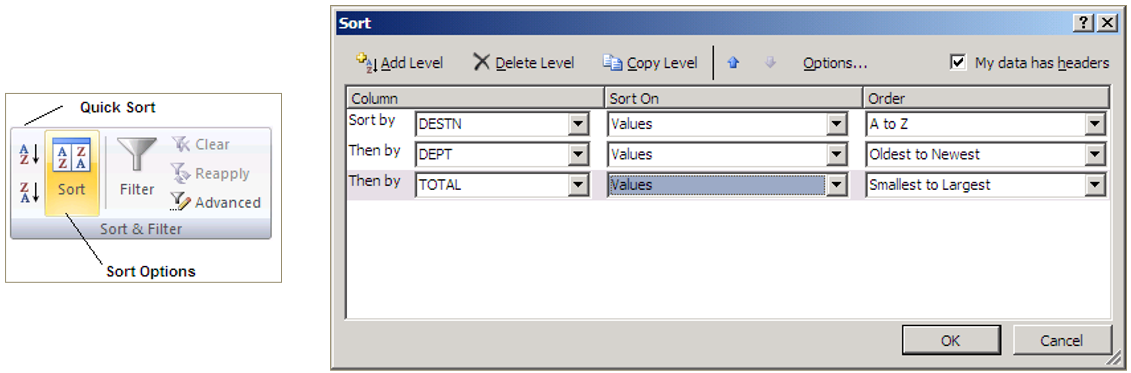 Quick Sort
A Z
Z A
A Z Z A
Sort
Filter
Clear
Reapply
Advanced
Sort & Filter
Sort Options
Sort
Add Level Delete Level Copy Level Options... My data has headers
Column Sort On Order
Sort by DESTN Values A to Z
Then by DEPT Values Oldest to Newest
Then by TOTAL Values Smallest to Largest
OK Cancel